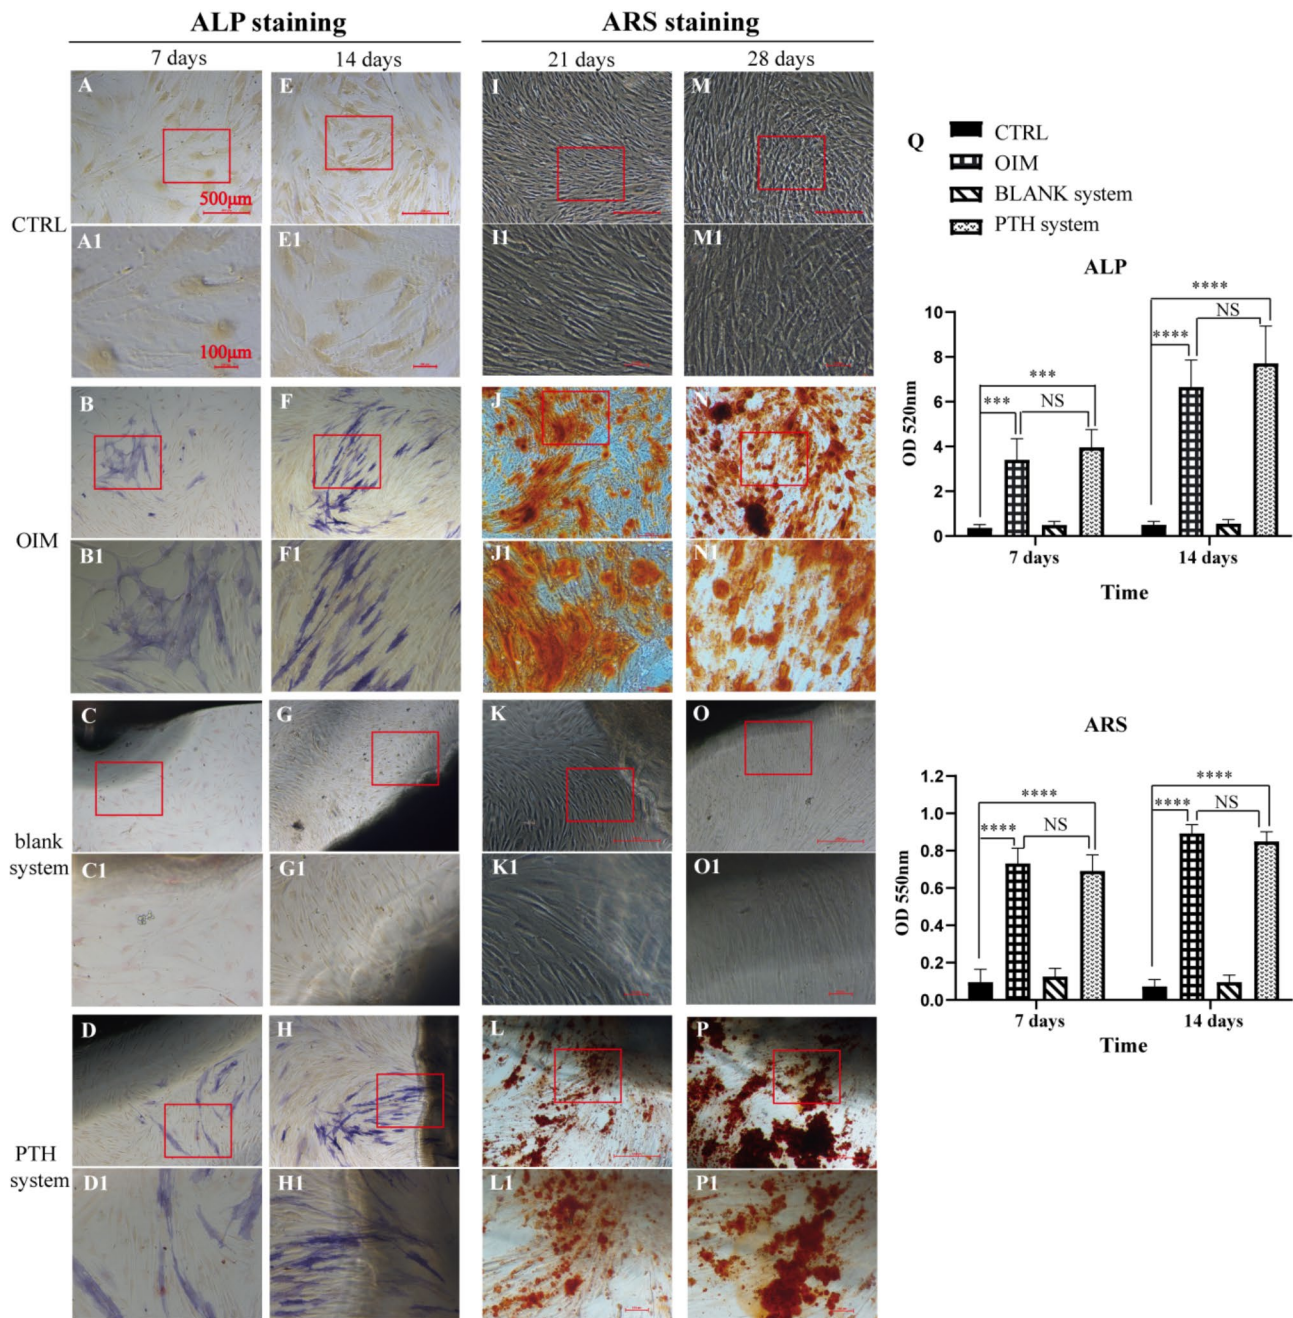 ALP staining
ARS staining
7 days
14 days
21 days
28 days
CTRL
A
500μm
E
I
M
A1
100μm
E1
I1
M1
OIM
B
F
J
N
B1
F1
J1
N1
blank
system
C
G
K
O
C1
G1
K1
O1
PTH
system
D
H
L
P
D1
H1
L1
P1
Q
CTRL
OIM
BLANK system
PTH system
ALP
OD 520nm
10
8
6
4
2
0
***
***
NS
****
****
NS
7 days
14 days
Time
ARS
OD 550nm
1.2
1.0
0.8
0.6
0.4
0.2
0.0
****
****
NS
****
****
NS
7 days
14 days
Time